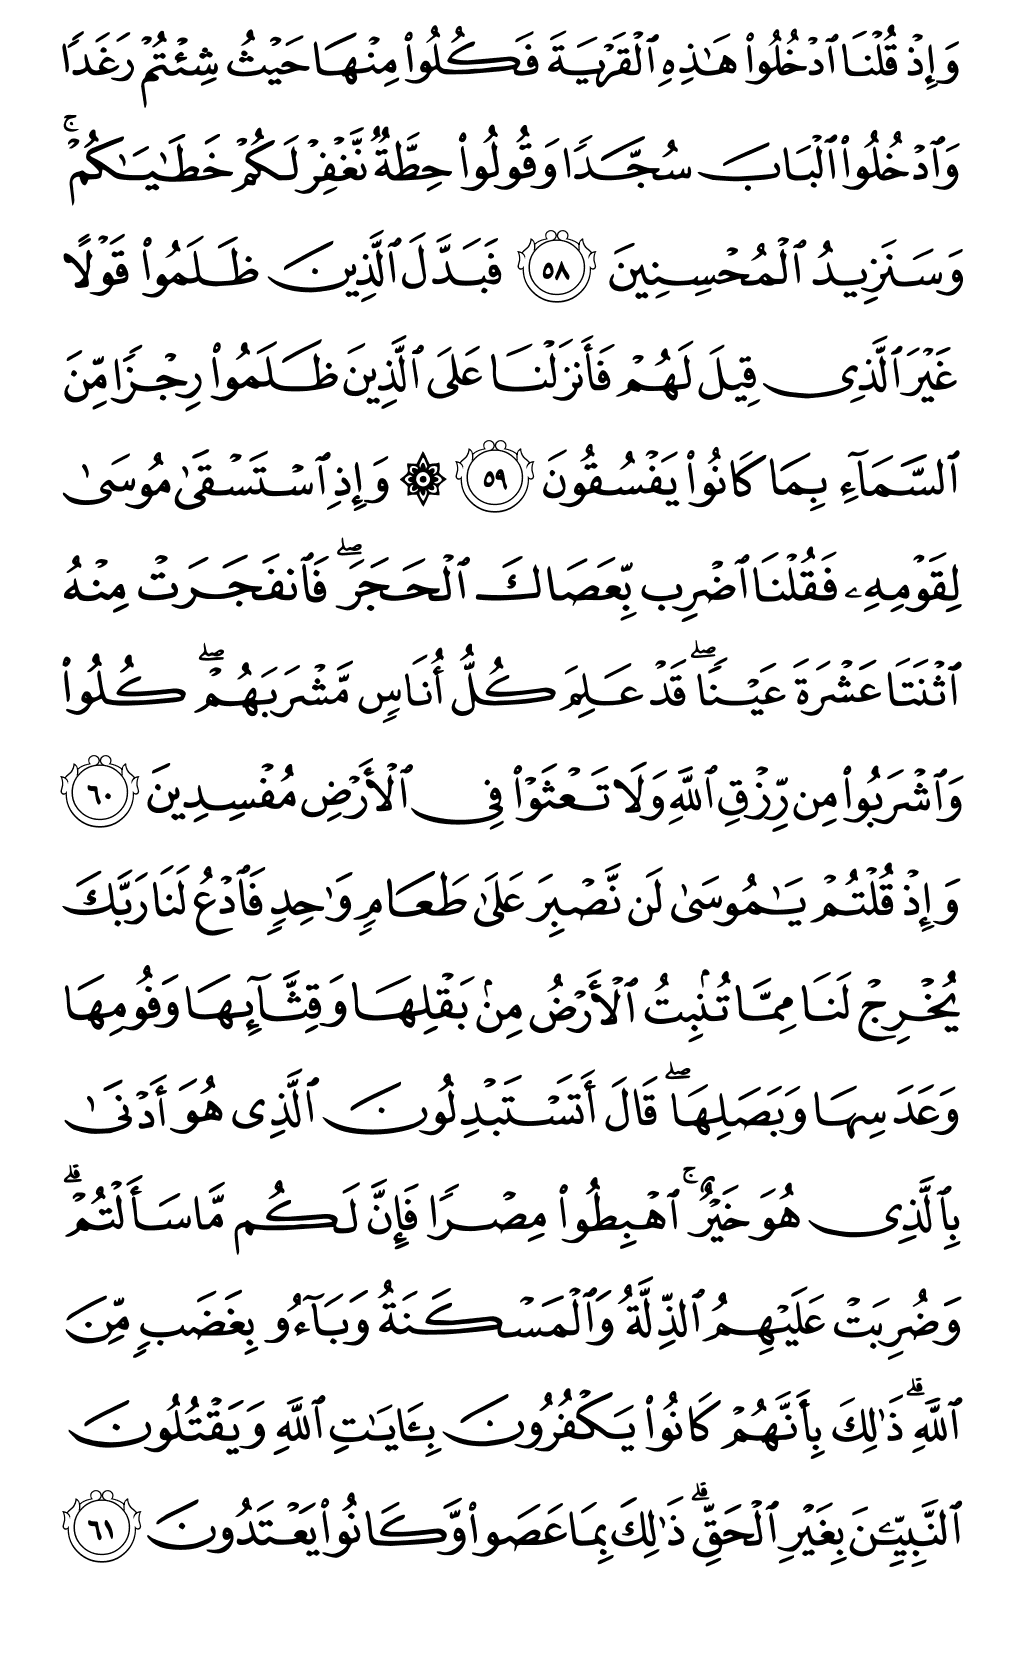 وَإِذۡ قُلۡنَا ٱدۡخُلُواْ هَٰذِهِ ٱلۡقَرۡيَةَ فَكُلُواْ مِنۡهَا حَيۡثُ شِئۡتُمۡ رَغَدٗا
وَٱدۡخُلُواْ ٱلۡبَابَ سُجَّدٗا وَقُولُواْ حِطَّةٞ نَّغۡفِرۡ لَكُمۡ خَطَٰيَٰكُمۡۚ
وَسَنَزِيدُ ٱلۡمُحۡسِنِينَ ٥٨ فَبَدَّلَ ٱلَّذِينَ ظَلَمُواْ قَوۡلًا
غَيۡرَ ٱلَّذِي قِيلَ لَهُمۡ فَأَنزَلۡنَا عَلَى ٱلَّذِينَ ظَلَمُواْ رِجۡزٗا مِّنَ
ٱلسَّمَآءِ بِمَا كَانُواْ يَفۡسُقُونَ ٥٩ ۞ وَإِذِ ٱسۡتَسۡقَىٰ مُوسَىٰ
لِقَوۡمِهِۦ فَقُلۡنَا ٱضۡرِب بِّعَصَاكَ ٱلۡحَجَرَۖ فَٱنفَجَرَتۡ مِنۡهُ
ٱثۡنَتَا عَشۡرَةَ عَيۡنٗاۖ قَدۡ عَلِمَ كُلُّ أُنَاسٖ مَّشۡرَبَهُمۡۖ كُلُواْ
وَٱشۡرَبُواْ مِن رِّزۡقِ ٱللَّهِ وَلَا تَعۡثَوۡاْ فِي ٱلۡأَرۡضِ مُفۡسِدِينَ ٦٠
وَإِذۡ قُلۡتُمۡ يَٰمُوسَىٰ لَن نَّصۡبِرَ عَلَىٰ طَعَامٖ وَٰحِدٖ فَٱدۡعُ لَنَا رَبَّكَ
يُخۡرِجۡ لَنَا مِمَّا تُنۢبِتُ ٱلۡأَرۡضُ مِنۢ بَقۡلِهَا وَقِثَّآئِهَا وَفُومِهَا
وَعَدَسِهَا وَبَصَلِهَاۖ قَالَ أَتَسۡتَبۡدِلُونَ ٱلَّذِي هُوَ أَدۡنَىٰ
بِٱلَّذِي هُوَ خَيۡرٌۚ ٱهۡبِطُواْ مِصۡرٗا فَإِنَّ لَكُم مَّا سَأَلۡتُمۡۗ
وَضُرِبَتۡ عَلَيۡهِمُ ٱلذِّلَّةُ وَٱلۡمَسۡكَنَةُ وَبَآءُو بِغَضَبٖ مِّنَ
ٱللَّهِۗ ذَٰلِكَ بِأَنَّهُمۡ كَانُواْ يَكۡفُرُونَ بِـَٔايَٰتِ ٱللَّهِ وَيَقۡتُلُونَ
ٱلنَّبِيِّـۧنَ بِغَيۡرِ ٱلۡحَقِّۗ ذَٰلِكَ بِمَا عَصَواْ وَّكَانُواْ يَعۡتَدُونَ ٦١